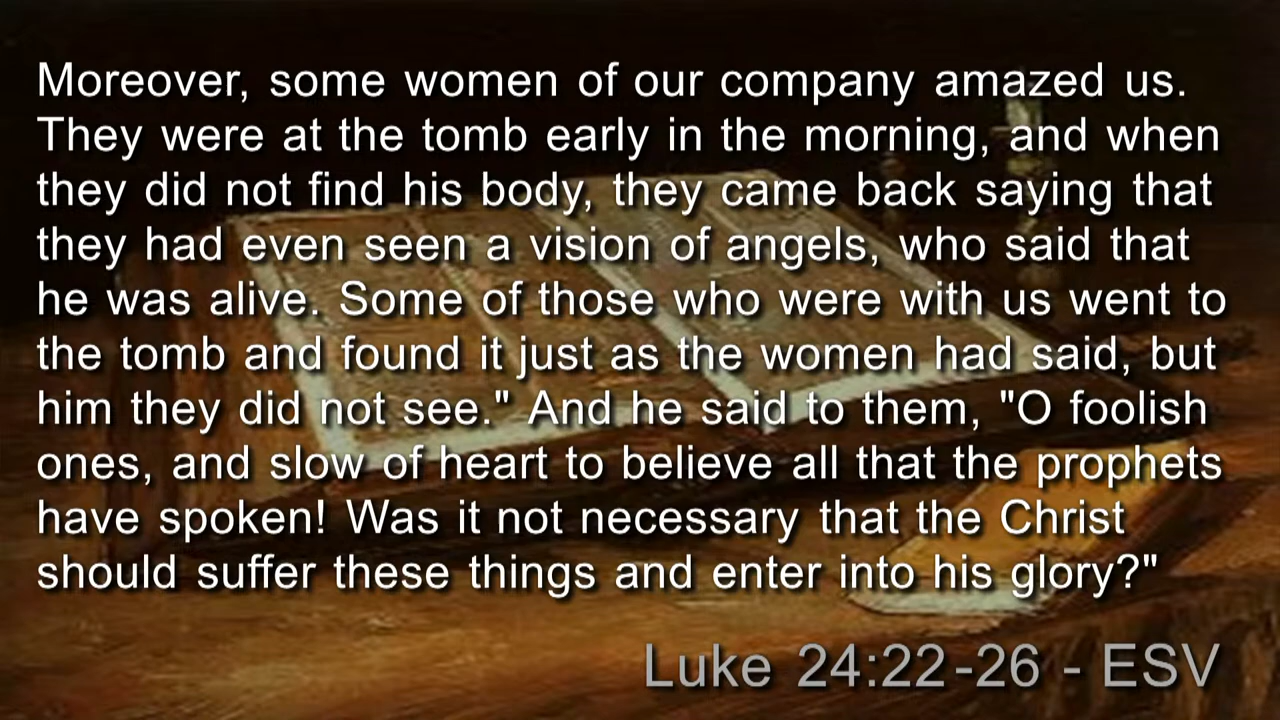 Moreover, some women of our company amazed us.
They were at the tomb early in the morning, and when
they did not find his body, they came back saying that
they had even seen a vision of angels, who said that
he was alive. Some of those who were with us went to
the tomb and found it just as the women had said, but
him they did not see." And he said to them, "O foolish
ones, and slow of heart to believe all that the prophets
have spoken! Was it not necessary that the Christ
should suffer these things and enter into his glory?"
Luke 24:22-26 - ESV